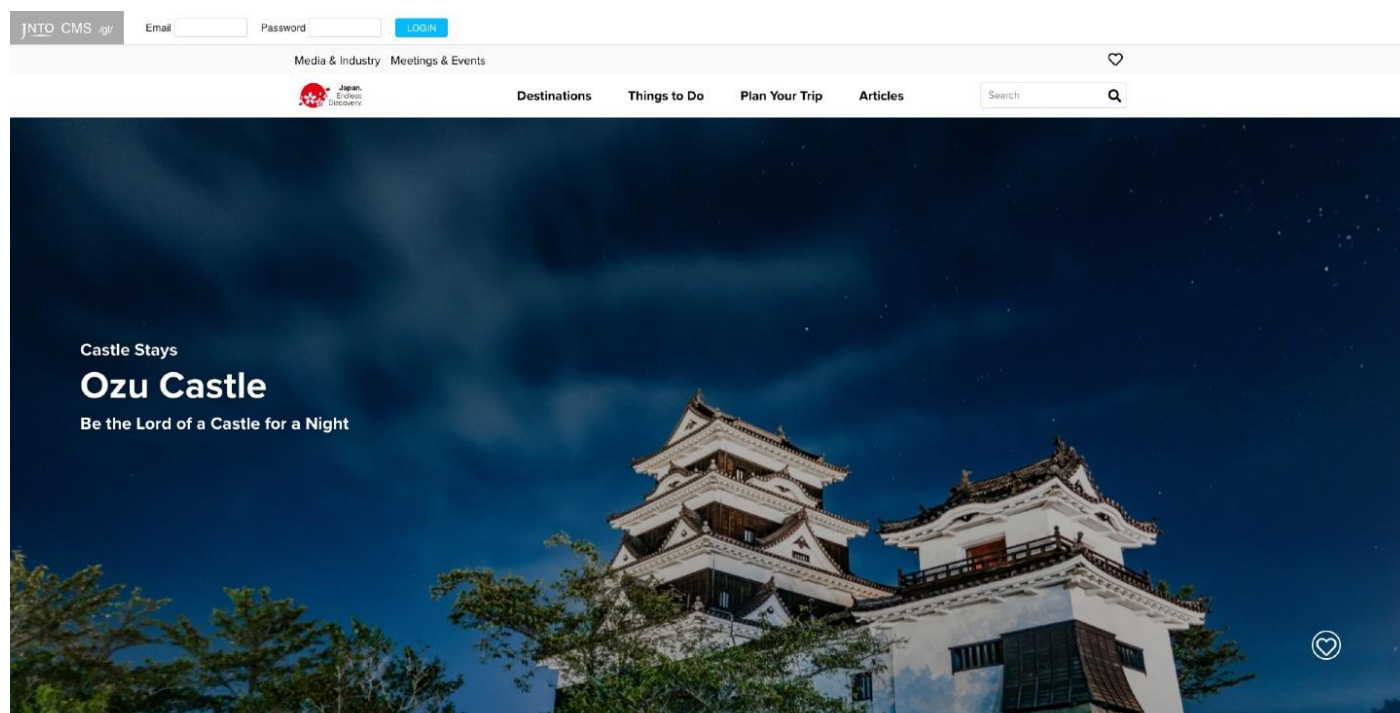 JNTO CMS /gl/ Email Password LOGIN
Media & Industry Meetings & Events
Japan.
Endless
Discovery.
Destinations Things to Do Plan Your Trip Articles Search
Castle Stays
Ozu Castle
Be the Lord of a Castle for a Night